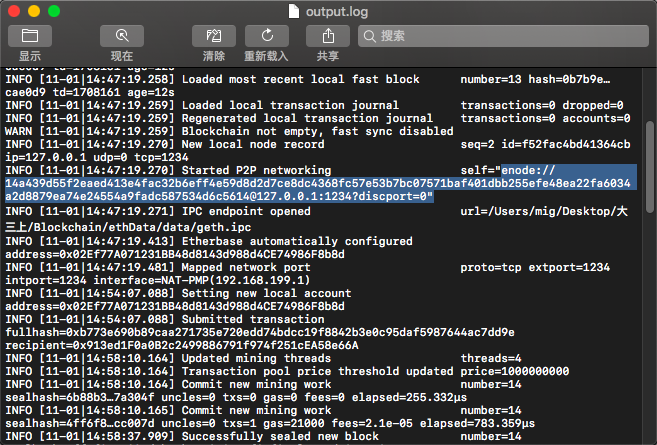 output.log
显示
现在
清除
重新载入
共享
搜索
INFO [11-01|14:47:19.258] Loaded most recent local fast block number=13 hash=0b7b9e…
cae0d9 td=1708161 age=12s
INFO [11-01|14:47:19.259] Loaded local transaction journal transactions=0 dropped=0
INFO [11-01|14:47:19.259] Regenerated local transaction journal transactions=0 accounts=0
WARN [11-01|14:47:19.259] Blockchain not empty, fast sync disabled
INFO [11-01|14:47:19.270] New local node record seq=2 id=f52fac4bd41364cb
ip=127.0.0.1 udp=0 tcp=1234
INFO [11-01|14:47:19.270] Started P2P networking self="enode://
14a439d55f2eaed413e4fac32b6eff4e59d8d2d7ce8dc4368fc57e53b7bc07571baf401dbb255efe48ea22fa6034
a2d8879ea74e24554a9fadc587534d6c5614@127.0.0.1:1234?discport=0"
INFO [11-01|14:47:19.271] IPC endpoint opened url=/Users/mig/Desktop/大
三上/Blockchain/ethData/data/geth.ipc
INFO [11-01|14:47:19.413] Etherbase automatically configured
address=0x02Ef77A071231BB48d8143d988d4CE74986F8b8d
INFO [11-01|14:47:19.481] Mapped network port proto=tcp extport=1234
intport=1234 interface=NAT-PMP(192.168.199.1)
INFO [11-01|14:54:07.088] Setting new local account
address=0x02Ef77A071231BB48d8143d988d4CE74986F8b8d
INFO [11-01|14:54:07.088] Submitted transaction
fullhash=0xb773e690b89caa271735e720edd74bdcc19f8842b3e0c95daf5987644ac7dd9e
recipient=0x913ed1F0a0B2c2499886791f974f251cEA58e66A
INFO [11-01|14:58:10.164] Updated mining threads threads=4
INFO [11-01|14:58:10.164] Transaction pool price threshold updated price=1000000000
INFO [11-01|14:58:10.164] Commit new mining work number=14
sealhash=6b88b3…7a304f uncles=0 txs=0 gas=0 fees=0 elapsed=255.332µs
INFO [11-01|14:58:10.165] Commit new mining work number=14
sealhash=4ff6f8…cc007d uncles=0 txs=1 gas=21000 fees=2.1e-05 elapsed=783.359µs
INFO [11-01|14:58:37.909] Successfully sealed new block number=14